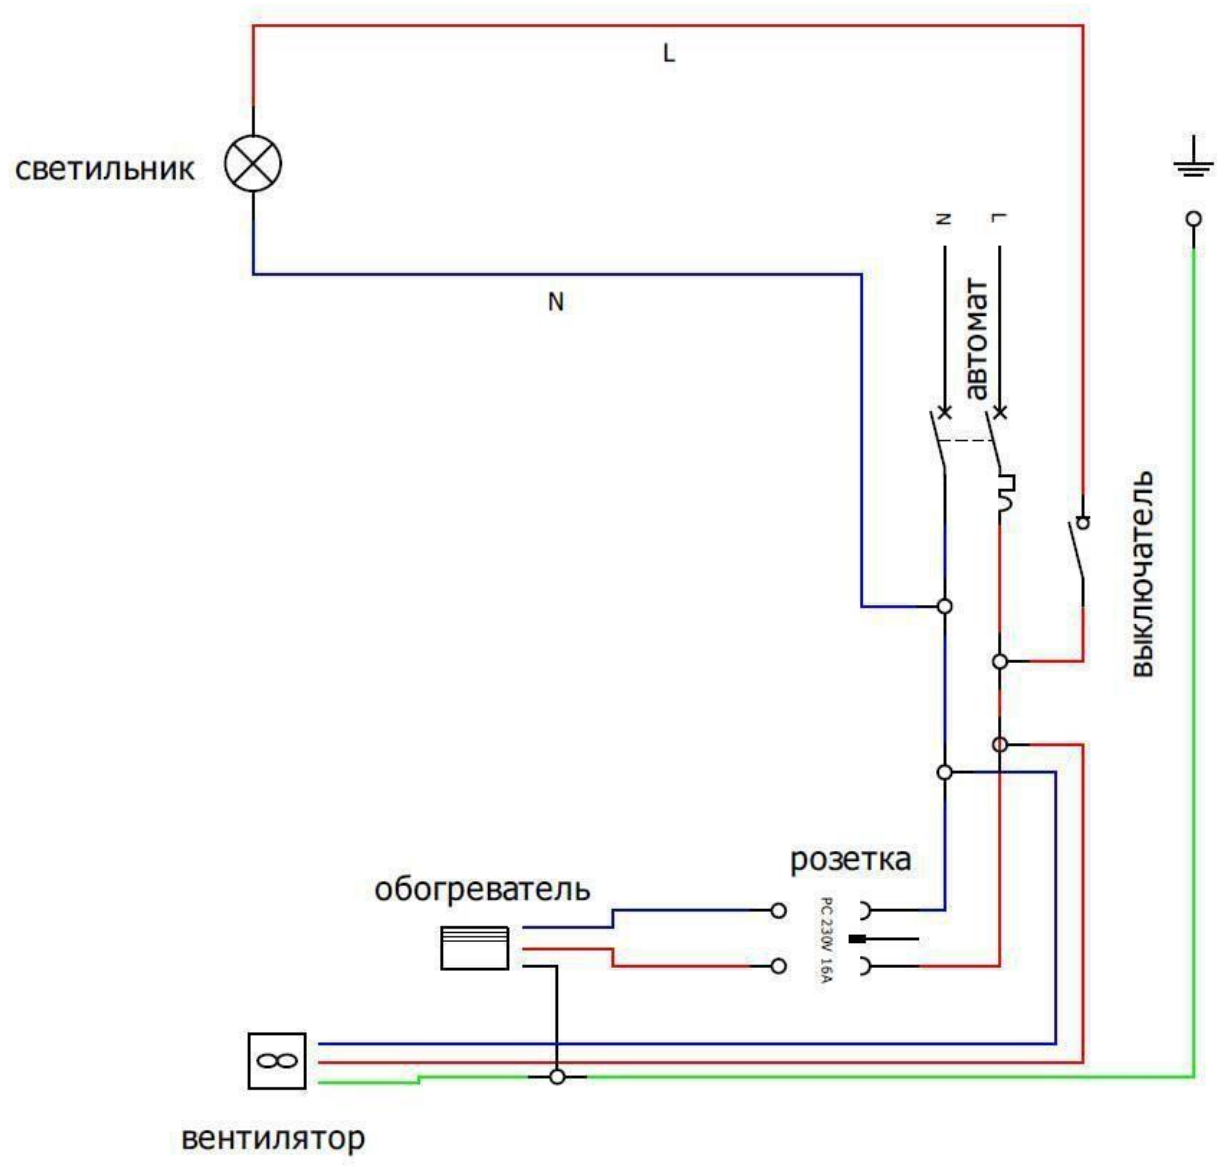 L
светильник
N
L
N
автомат
выключатель
розетка
обогреватель
PC 230V 16A
вентилятор